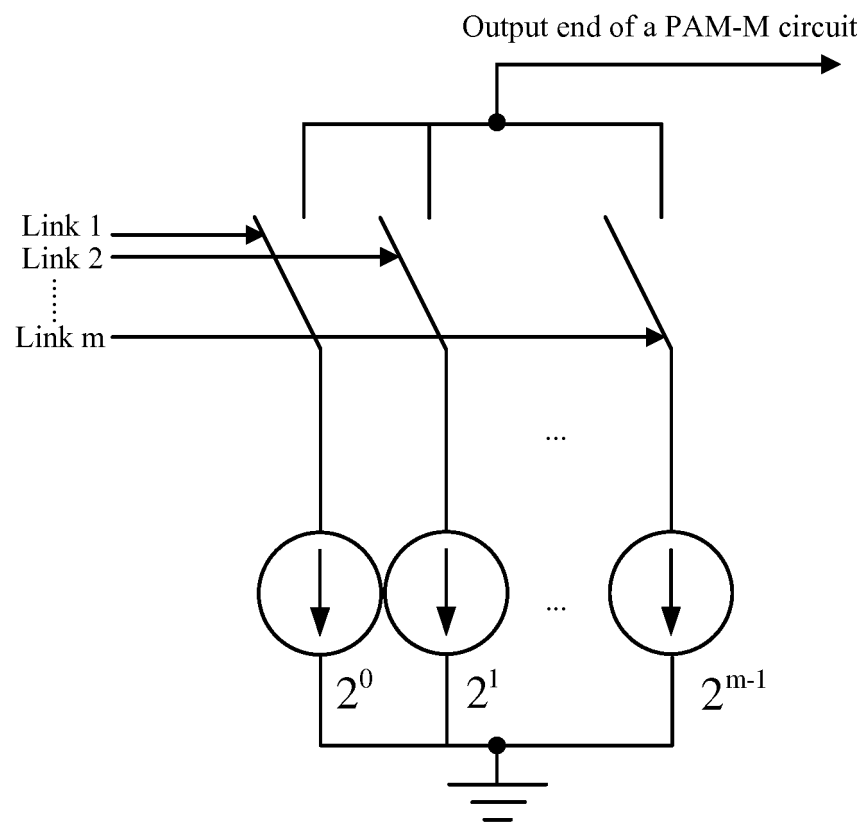 Output end of a PAM-M circuit
Link 1
Link 2
Link m
...
...
2^0
2^1
2^{m-1}